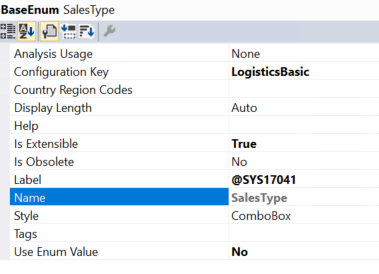 BaseEnum SalesType
Analysis Usage None
Configuration Key LogisticsBasic
Country Region Codes
Display Length Auto
Help
Is Extensible True
Is Obsolete No
Label @SYS17041
Name SalesType
Style ComboBox
Tags
Use Enum Value No